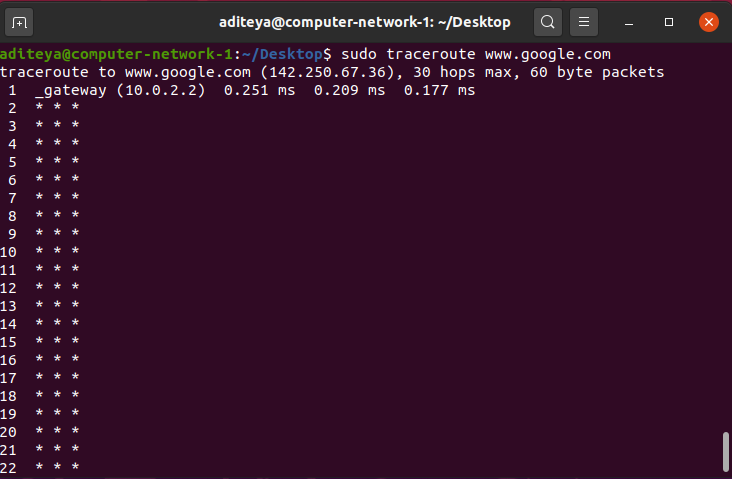 aditeya@computer-network-1: ~/Desktop
aditeya@computer-network-1:~/Desktop$ sudo traceroute www.google.com
traceroute to www.google.com (142.250.67.36), 30 hops max, 60 byte packets
 1  _gateway (10.0.2.2)  0.251 ms  0.209 ms  0.177 ms
 2  * * *
 3  * * *
 4  * * *
 5  * * *
 6  * * *
 7  * * *
 8  * * *
 9  * * *
10  * * *
11  * * *
12  * * *
13  * * *
14  * * *
15  * * *
16  * * *
17  * * *
18  * * *
19  * * *
20  * * *
21  * * *
22  * * *